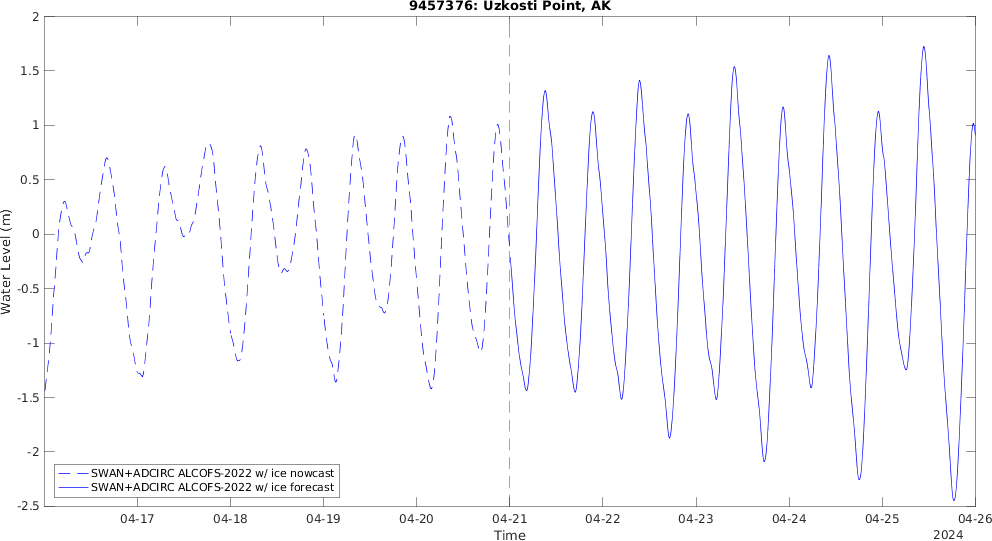 9457376: Uzkosti Point, AK
2
1.5
1
0.5
0
-0.5
-1
-1.5
-2
-2.5
Water Level (m)
SWAN+ADCIRC ALCOFS-2022 w/ ice nowcast
SWAN+ADCIRC ALCOFS-2022 w/ ice forecast
04-17 04-18 04-19 04-20 04-21 04-22 04-23 04-24 04-25 04-26
Time
2024